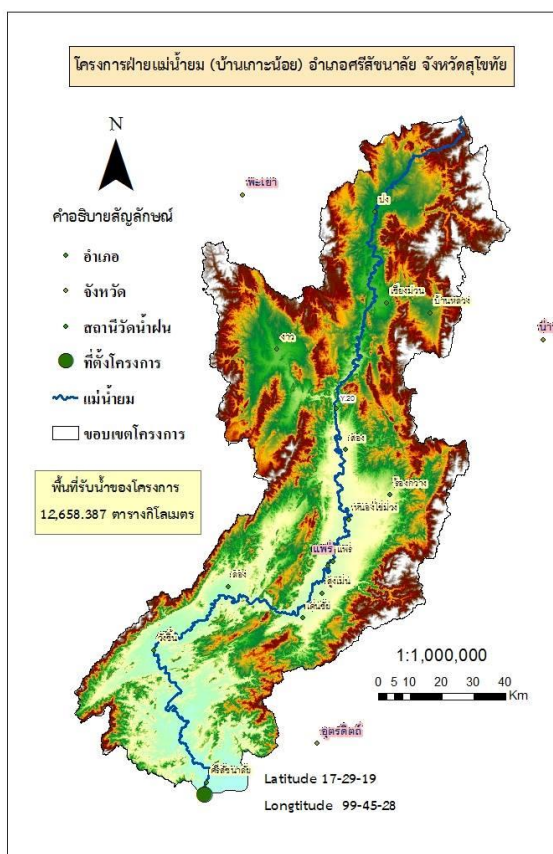 โครงการฝายแม่น้ำยม (บ้านเกาะน้อย) อำเภอศรีสัชนาลัย จังหวัดสุโขทัย
N
พะเยา
ปง
คำอธิบายสัญลักษณ์
อำเภอ
จังหวัด
สถานีวัดน้ำฝน
ที่ตั้งโครงการ
แม่น้ำยม
ขอบเขตโครงการ
เชียงม่วน
บ้านหลวง
งาว
Y.20
สอง
ร้องกวาง
หนองม่วงไข่
พื้นที่รับน้ำของโครงการ
12,658.387 ตารางกิโลเมตร
แพร่
แพร่
ลอง
สูงเม่น
เด่นชัย
วังชิ้น
1:1,000,000
0 5 10 20 30 40
Km
อุตรดิตถ์
ศรีสัชนาลัย
Latitude 17-29-19
Longtitude 99-45-28